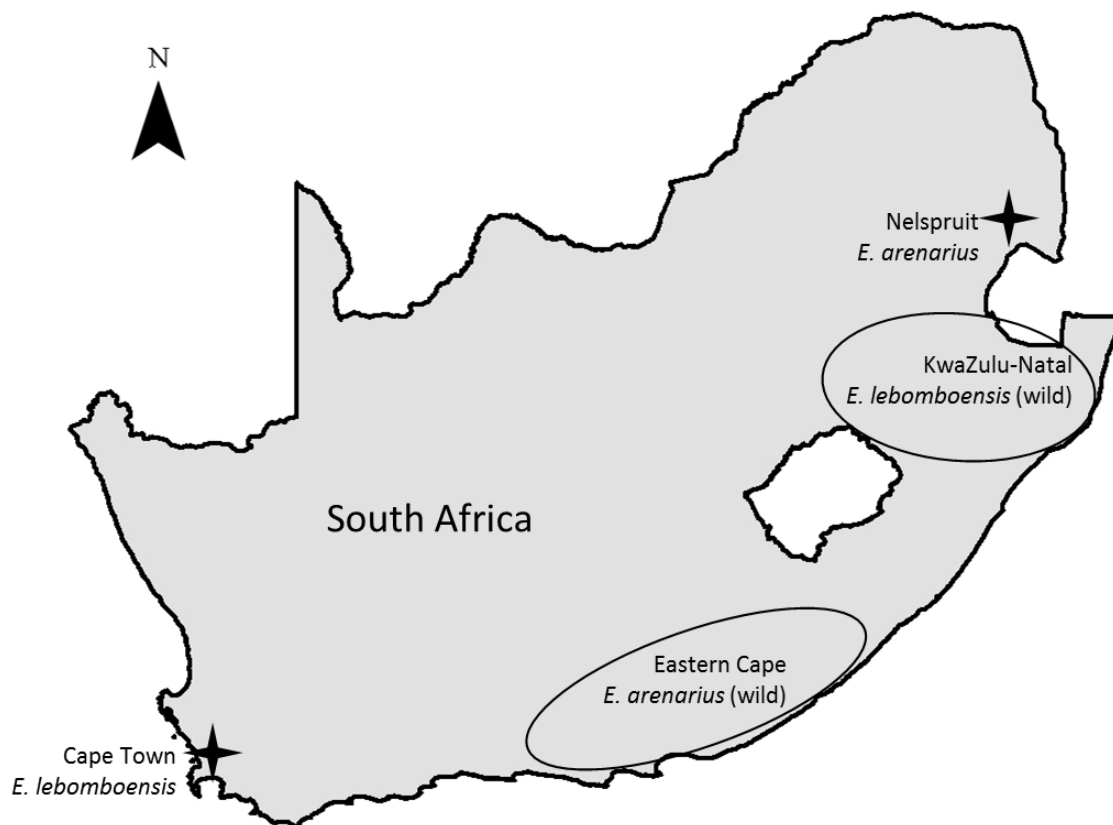 N
Nelspruit
E. arenarius
KwaZulu-Natal
E. lebomboensis (wild)
South Africa
Eastern Cape
E. arenarius (wild)
Cape Town
E. lebomboensis